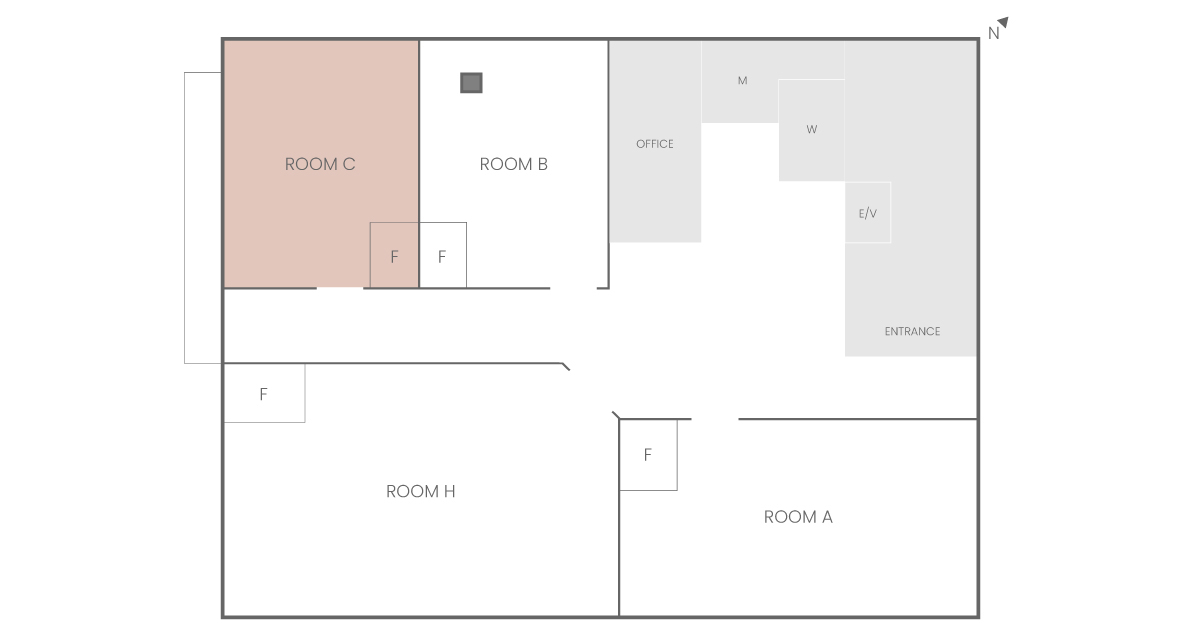 N
M
W
OFFICE
ROOM C
ROOM B
E/V
F
F
ENTRANCE
F
F
ROOM H
ROOM A